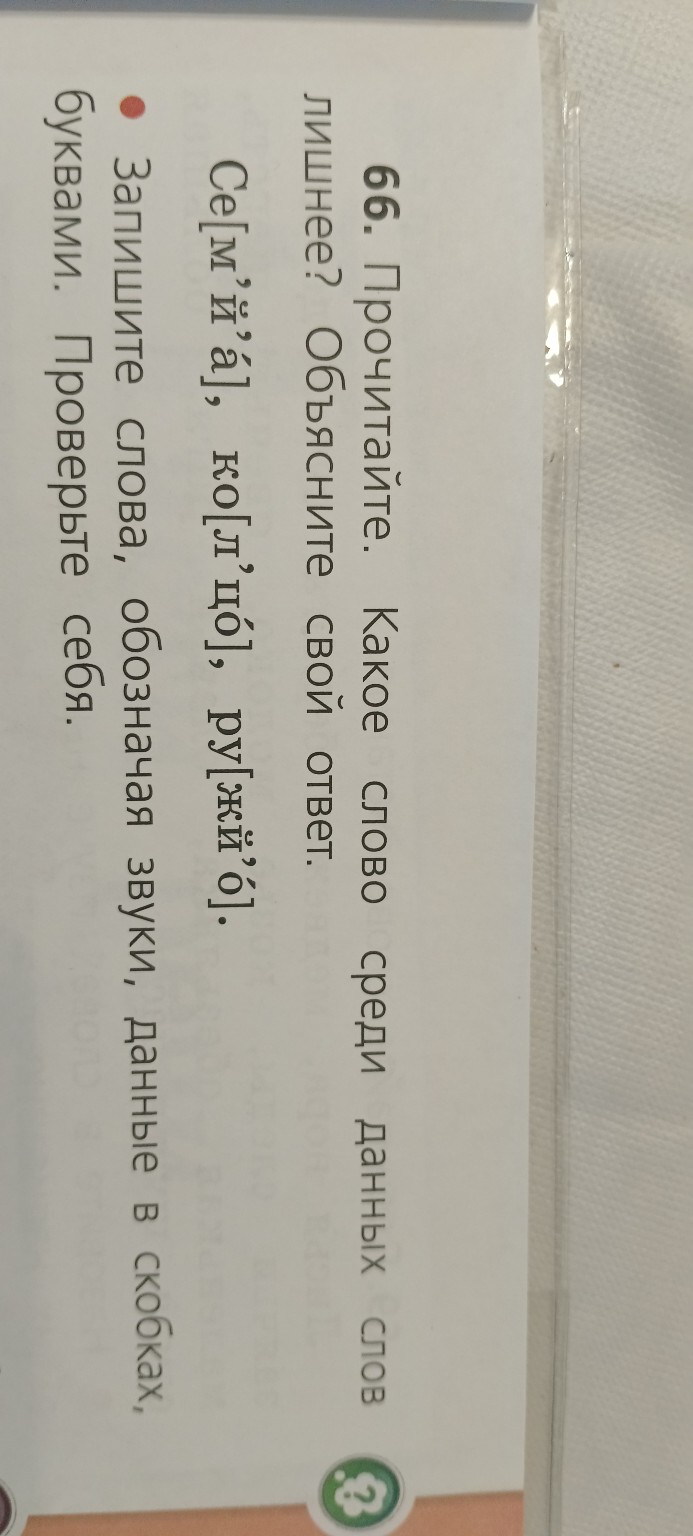 66. Прочитайте. Какое слово среди данных слов
лишнее? Объясните свой ответ.
Се[м’й’а́], ко[л’цо́], ру[жй’о́].
• Запишите слова, обозначая звуки, данные в скобках,
буквами. Проверьте себя.
?